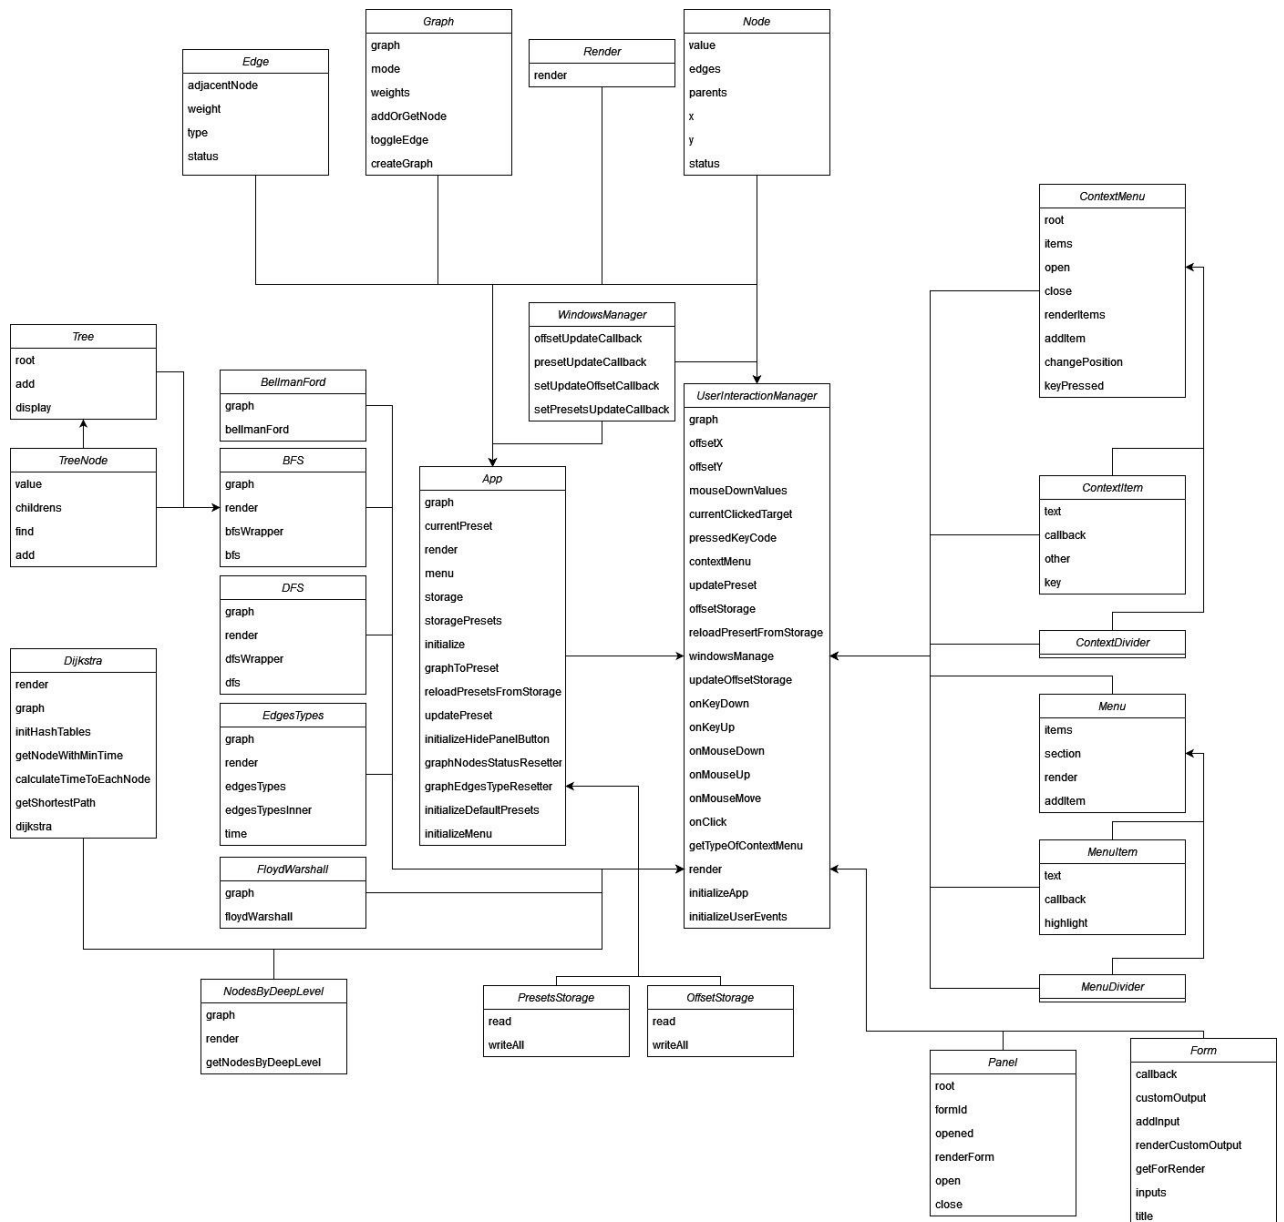 Graph
graph
mode
weights
addOrGetNode
toggleEdge
createGraph
Node
value
edges
parents
x
y
status
Render
render
Edge
adjacentNode
weight
type
status
ContextMenu
root
items
open
close
renderItems
addItem
changePosition
keyPressed
WindowsManager
offsetUpdateCallback
presetUpdateCallback
setUpdateOffsetCallback
setPresetsUpdateCallback
Tree
root
add
display
BellmanFord
graph
bellmanFord
UserInteractionManager
graph
offsetX
offsetY
mouseDownValues
currentClickedTarget
pressedKeyCode
contextMenu
updatePreset
offsetStorage
reloadPresertFromStorage
windowsManage
updateOffsetStorage
onKeyDown
onKeyUp
onMouseDown
onMouseUp
onMouseMove
onClick
getTypeOfContextMenu
render
initializeApp
initializeUserEvents
TreeNode
value
childrens
find
add
BFS
graph
render
bfsWrapper
bfs
App
graph
currentPreset
render
menu
storage
storagePresets
initialize
graphToPreset
reloadPresetsFromStorage
updatePreset
initializeHidePanelButton
graphNodesStatusResetter
graphEdgesTypeResetter
initializeDefaultPresets
initializeMenu
ContextItem
text
callback
other
key
DFS
graph
render
dfsWrapper
dfs
ContextDivider
Dijkstra
render
graph
initHashTables
getNodeWithMinTime
calculateTimeToEachNode
getShortestPath
dijkstra
EdgesTypes
graph
render
edgesTypes
edgesTypesInner
time
Menu
items
section
render
addItem
FloydWarshall
graph
floydWarshall
MenuItem
text
callback
highlight
NodesByDeepLevel
graph
render
getNodesByDeepLevel
PresetsStorage
read
writeAll
OffsetStorage
read
writeAll
MenuDivider
Panel
root
formId
opened
renderForm
open
close
Form
callback
customOutput
addInput
renderCustomOutput
getForRender
inputs
title